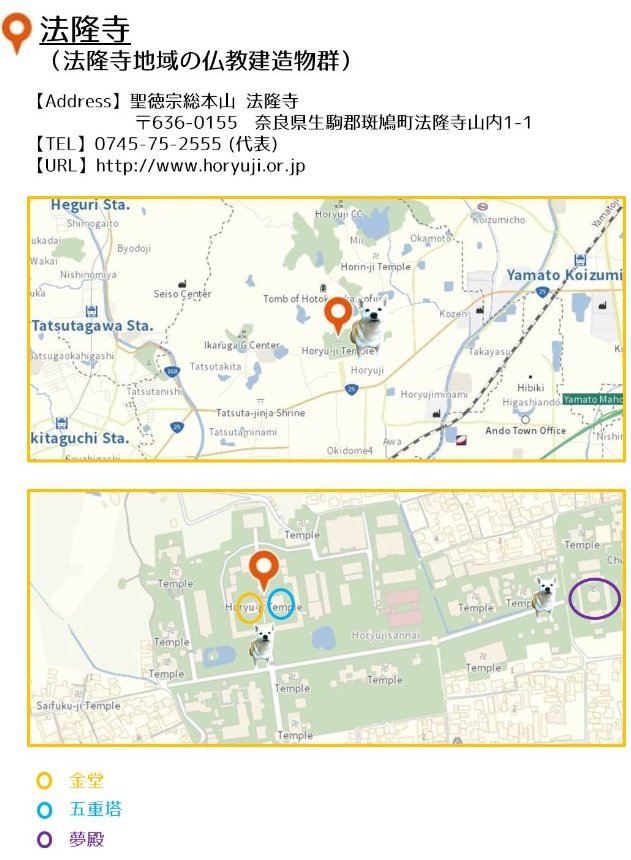 法隆寺
（法隆寺地域の仏教建造物群）
【Address】聖徳宗総本山 法隆寺
〒636-0155 奈良県生駒郡斑鳩町法隆寺山内1-1
【TEL】0745-75-2555 (代表)
【URL】http://www.horyuji.or.jp
Heguri Sta.
Shimogaito
Horyuji CC
Koizumicho
Yamato
Byodoji
Mii
Okamoto
Wakai
Nishinomiya
Horin-ji Temple
Yamato Koizumi
Seiso Center
Tomb of Hotok
25
Kozen
Tatsutagawa Sta.
Ikaruga G Center
Horyu-ji Temple
Takayasu
Tatsutakita
Horyuji
168
Tatsutanishi
25
Horyujiminami
Hibiki
Higashiando
Yamato Maho
Tatsuta-jinja Shrine
25
Tatsutaminami
Ando Town Office
kitaguchi Sta.
Awa
Nishin
Okidome4
Temple
Temple
Temple
Chu
Horyu-ji Temple
Temple
Temple
Horyujisannai
Temple
Temple
Temple
Temple
Temple
Saifuku-ji Temple
Temple
金堂
五重塔
夢殿